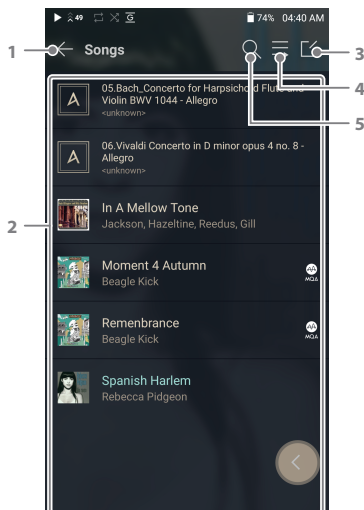 49 G 74% 04:40 AM
1 Songs 3
4
5
05.Bach_Concerto for Harpsichord Flute and
Violin BWV 1044 - Allegro
<unknown>
06.Vivaldi Concerto in D minor opus 4 no. 8 -
Allegro
<unknown>
2
In A Mellow Tone
Jackson, Hazeltine, Reedus, Gill
Moment 4 Autumn
Beagle Kick
MQA
Remenbrance
Beagle Kick
MQA
Spanish Harlem
Rebecca Pidgeon